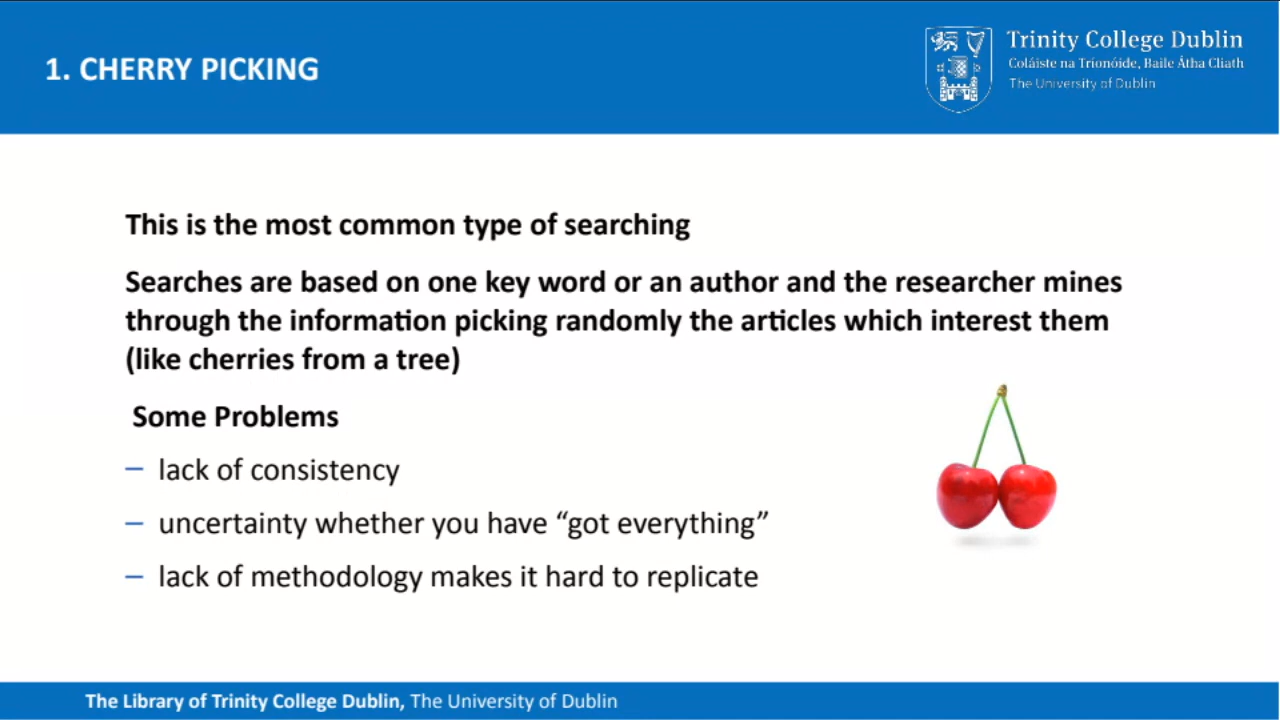 1. CHERRY PICKING
Trinity College Dublin
Coláiste na Tríonóide, Baile Átha Cliath
The University of Dublin
This is the most common type of searching
Searches are based on one key word or an author and the researcher mines
through the information picking randomly the articles which interest them
(like cherries from a tree)
Some Problems
– lack of consistency
– uncertainty whether you have “got everything”
– lack of methodology makes it hard to replicate
The Library of Trinity College Dublin, The University of Dublin